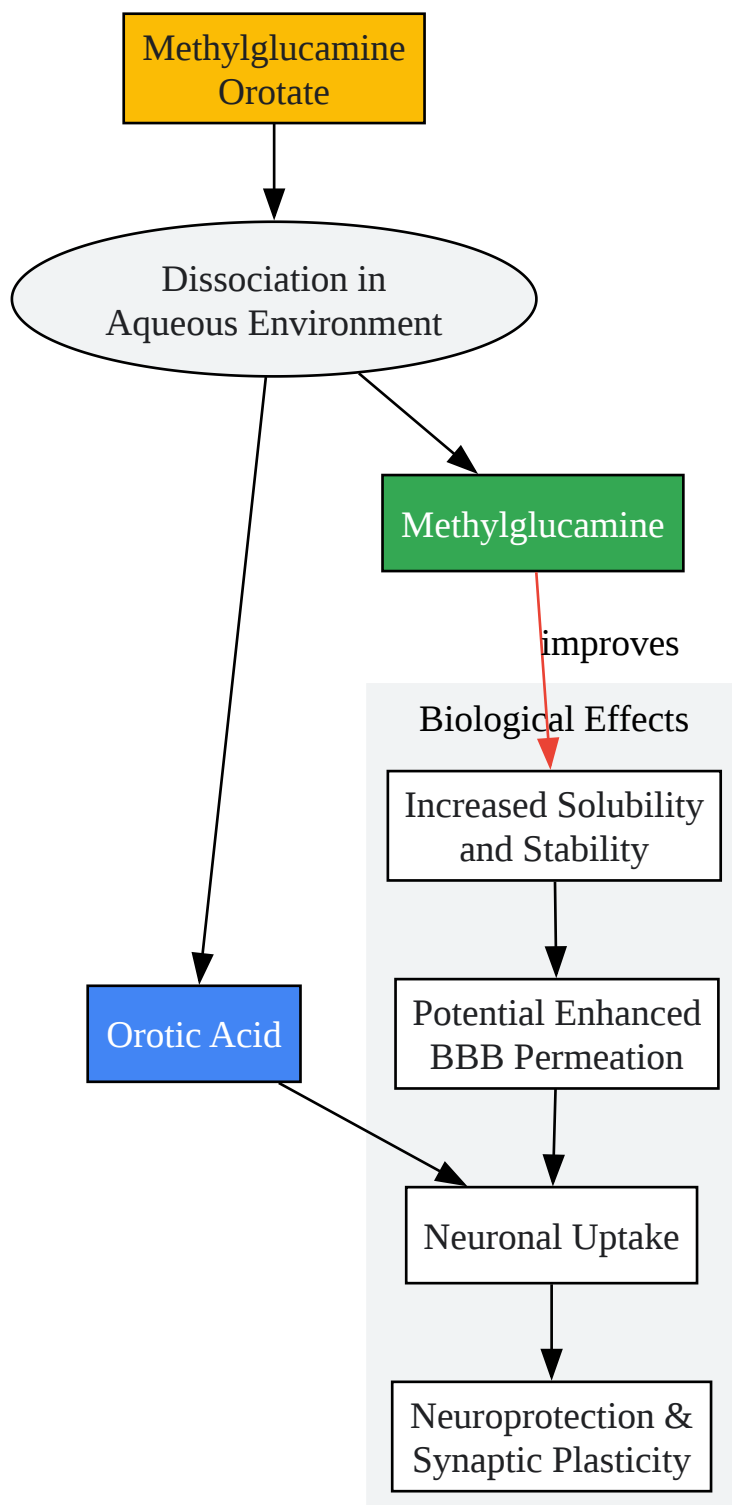 Methylglucamine
Orotate
Dissociation in
Aqueous Environment
Methylglucamine
improves
Biological Effects
Increased Solubility
and Stability
Orotic Acid
Potential Enhanced
BBB Permeation
Neuronal Uptake
Neuroprotection &
Synaptic Plasticity